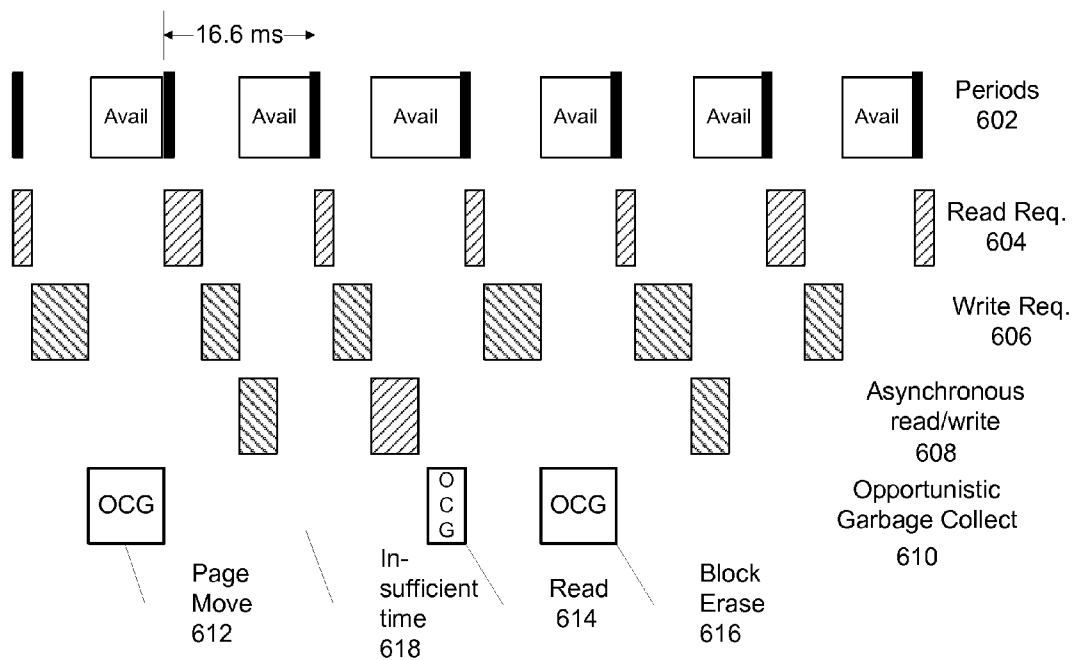 16.6 ms
Avail
Avail
Avail
Avail
Avail
Avail
Periods
602
Read Req.
604
Write Req.
606
Asynchronous
read/write
608
OCG
O
C
G
OCG
Opportunistic
Garbage Collect
610
Page
Move
612
In-
sufficient
time
618
Read
614
Block
Erase
616